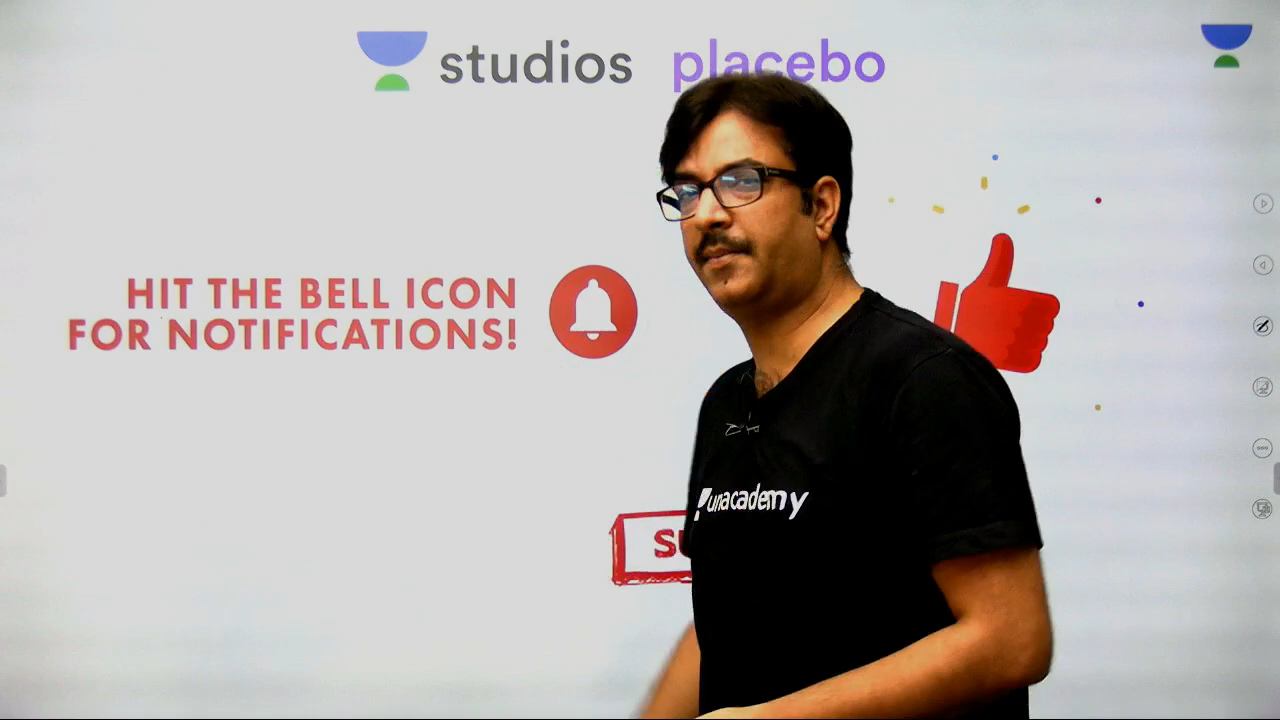 studios placebo
HIT THE BELL ICON
FOR NOTIFICATIONS!
unacademy